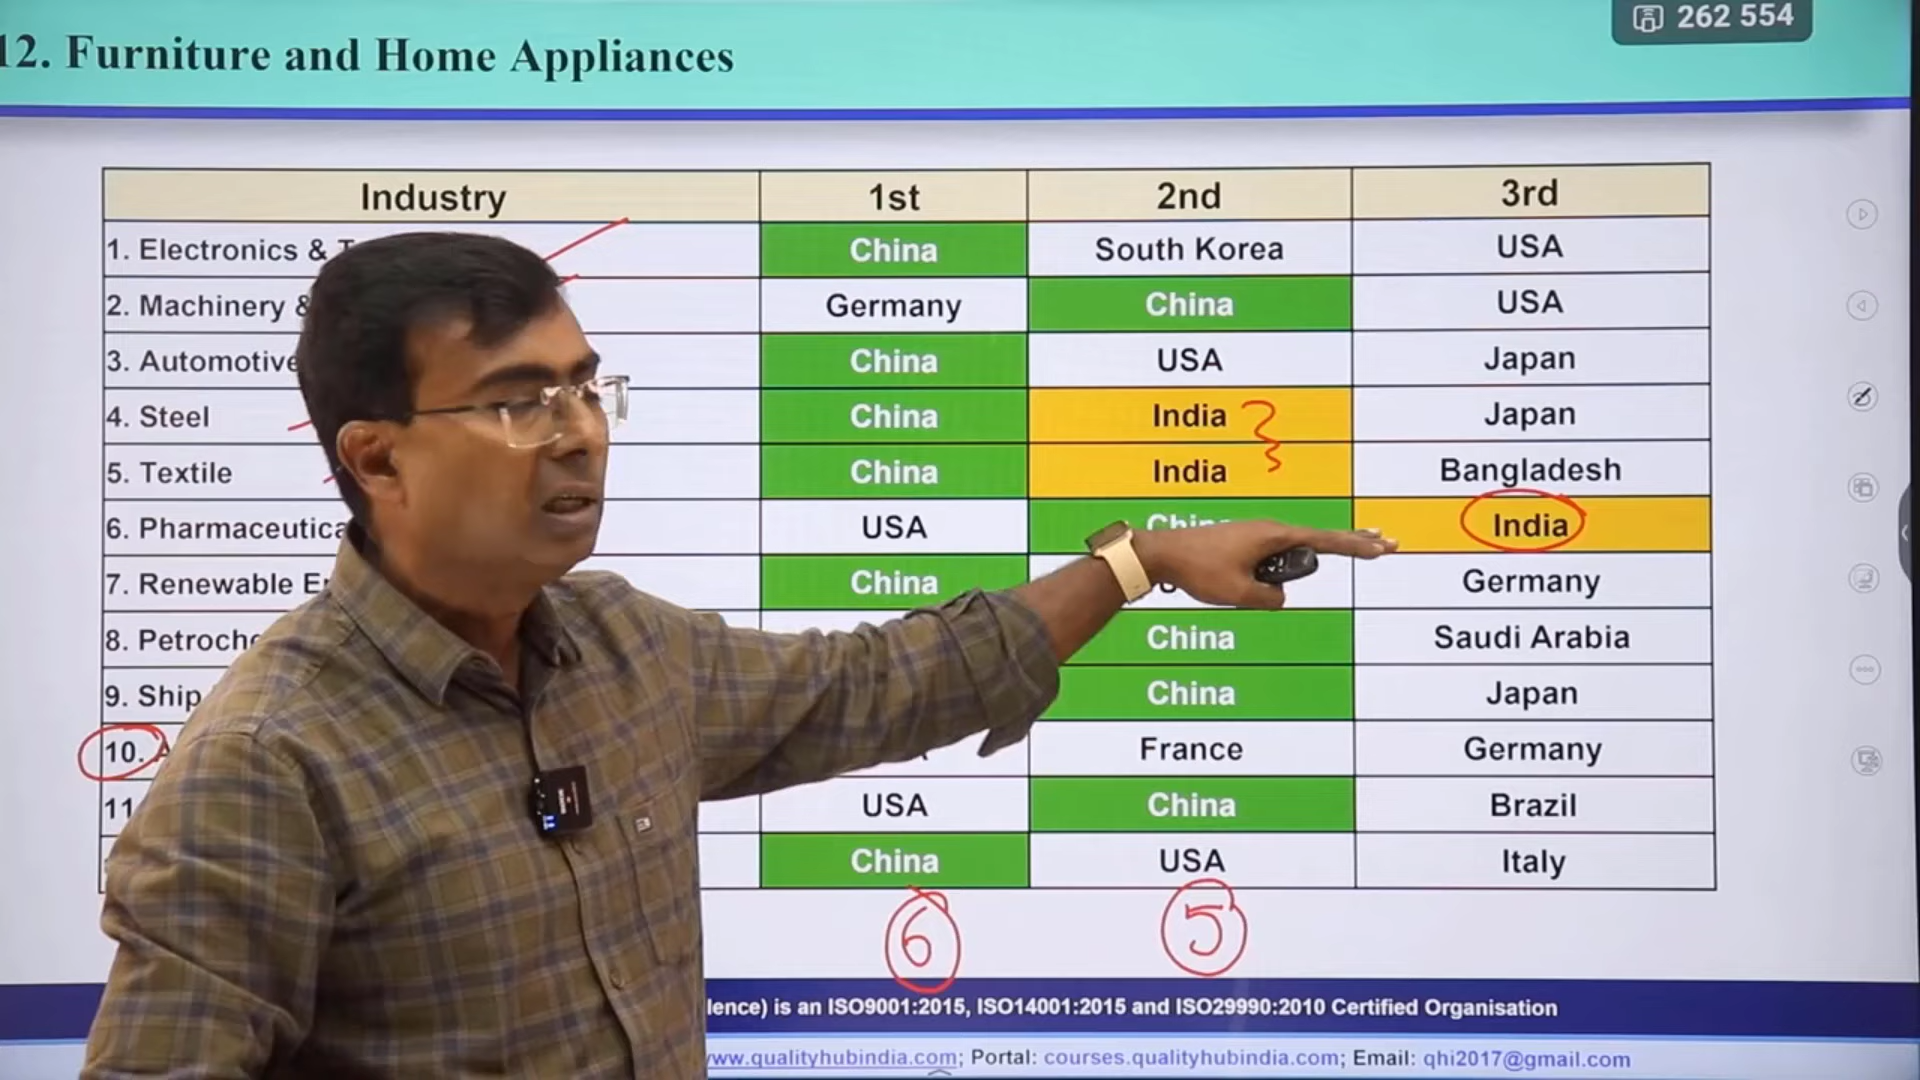 262 554
12. Furniture and Home Appliances
Industry 1st 2nd 3rd
1. Electronics & China South Korea USA
2. Machinery & Germany China USA
3. Automotive China USA Japan
4. Steel China India Japan
5. Textile China India Bangladesh
6. Pharmaceutica USA China India
7. Renewable China Germany
8. Petroche China Saudi Arabia
9. Ship China Japan
10. France Germany
11 USA China Brazil
China USA Italy
6 5
lence) is an ISO9001:2015, ISO14001:2015 and ISO29990:2010 Certified Organisation
www.qualityhubindia.com; Portal: courses.qualityhubindia.com; Email: qhi2017@gmail.com